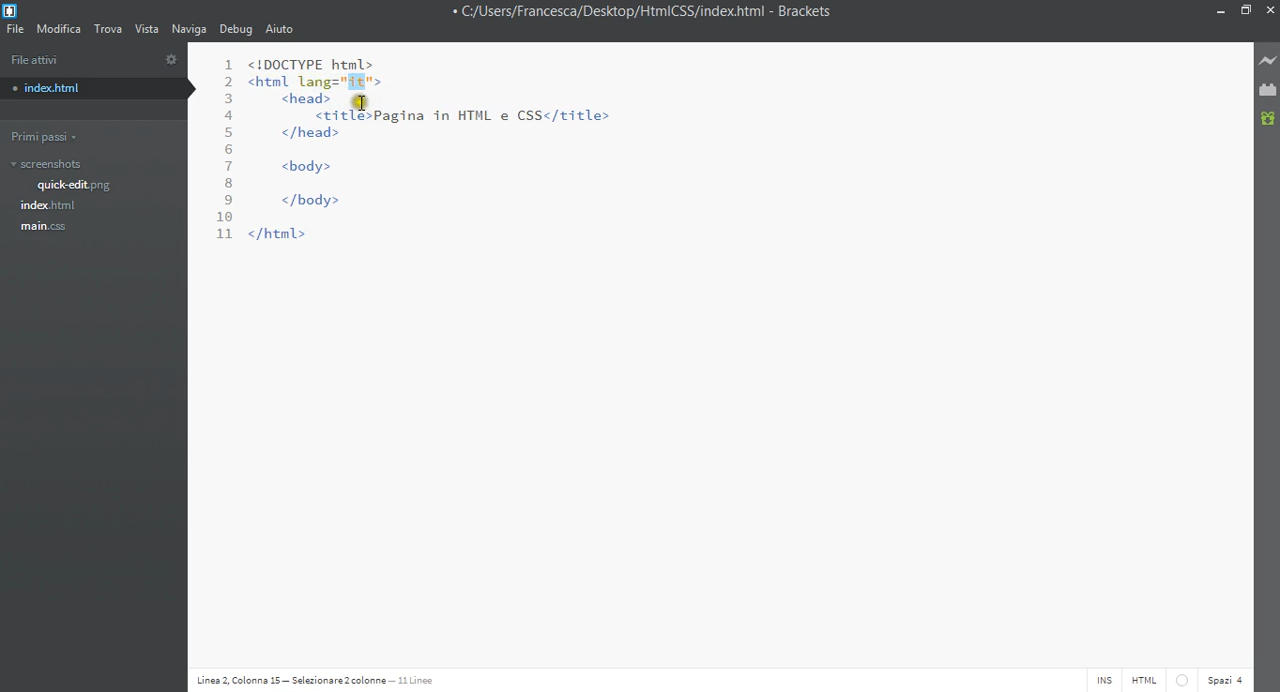 • C:/Users/Francesca/Desktop/HtmlCSS/index.html - Brackets
File Modifica Trova Vista Naviga Debug Aiuto
File attivi
• index.html
Primi passi
screenshots
quick-edit.png
index.html
main.css
1 <!DOCTYPE html>
2 <html lang="it">
3 <head>
4 <title>Pagina in HTML e CSS</title>
5 </head>
6
7 <body>
8
9 </body>
10
11 </html>
Linea 2, Colonna 15 — Selezionare 2 colonne — 11 Linee
INS HTML Spazi 4